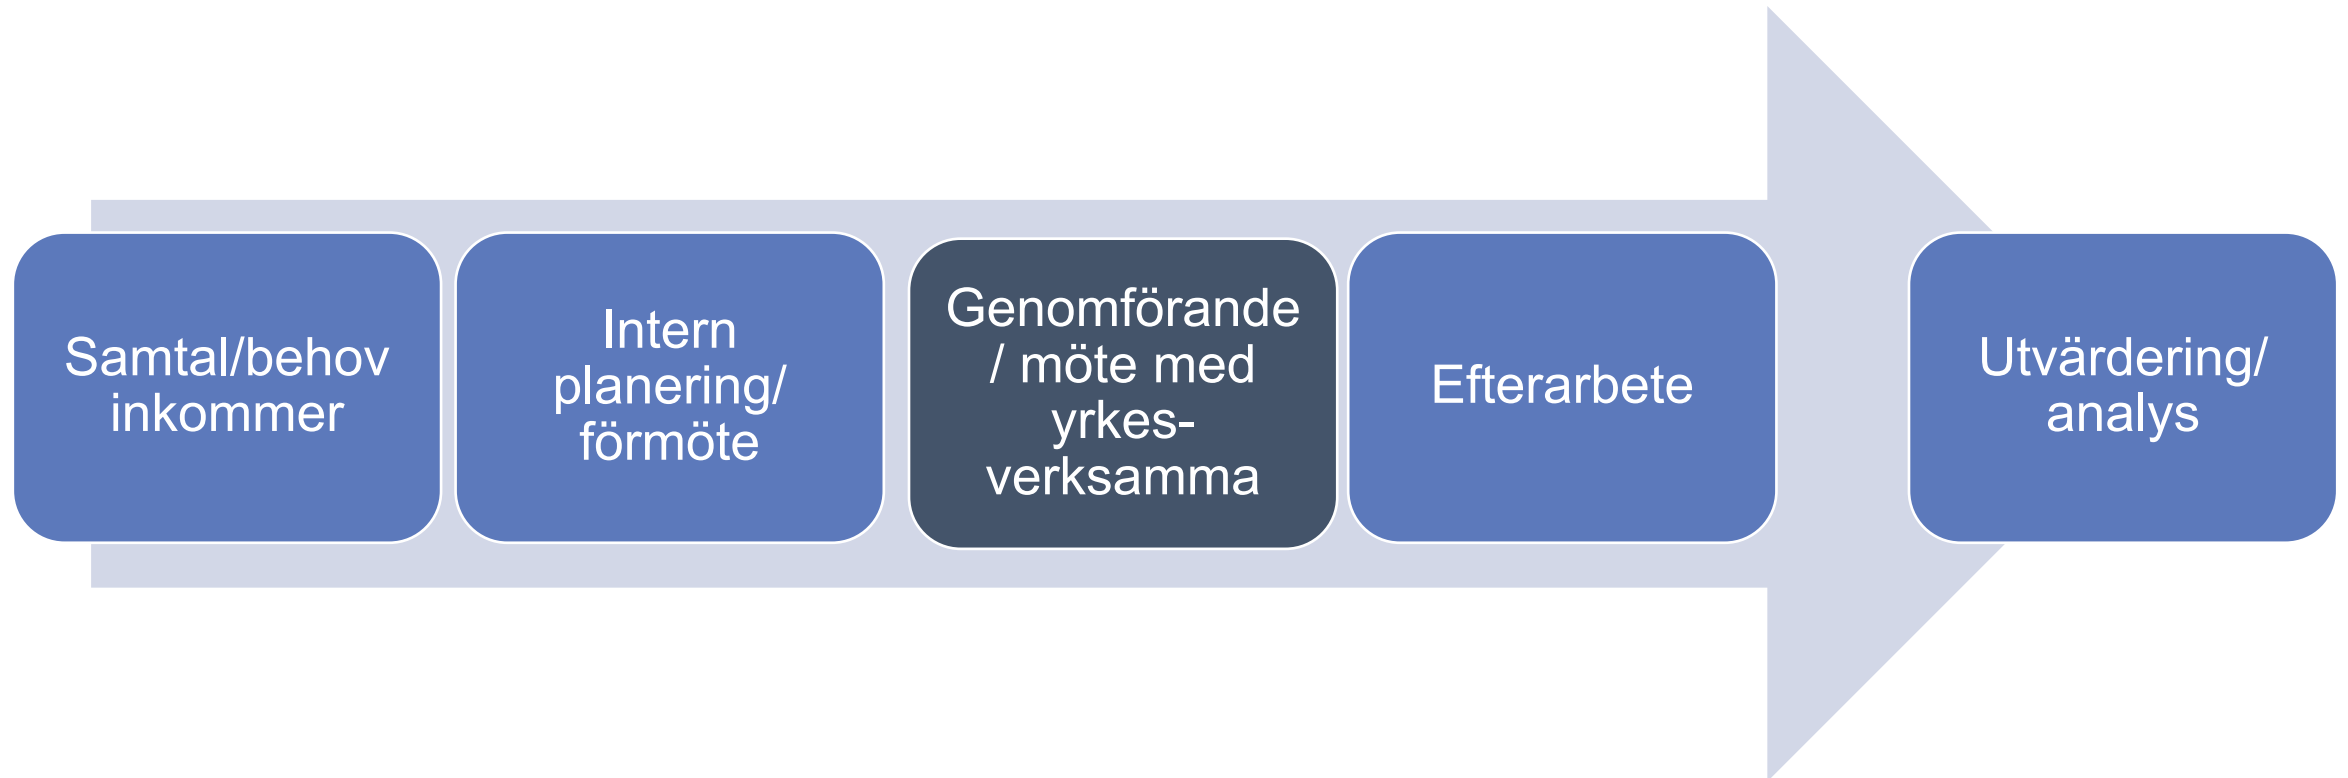 Samtal/behov
inkommer
Intern
planering/
förmöte
Genomförande
/ möte med
yrkes-
verksamma
Efterarbete
Utvärdering/
analys